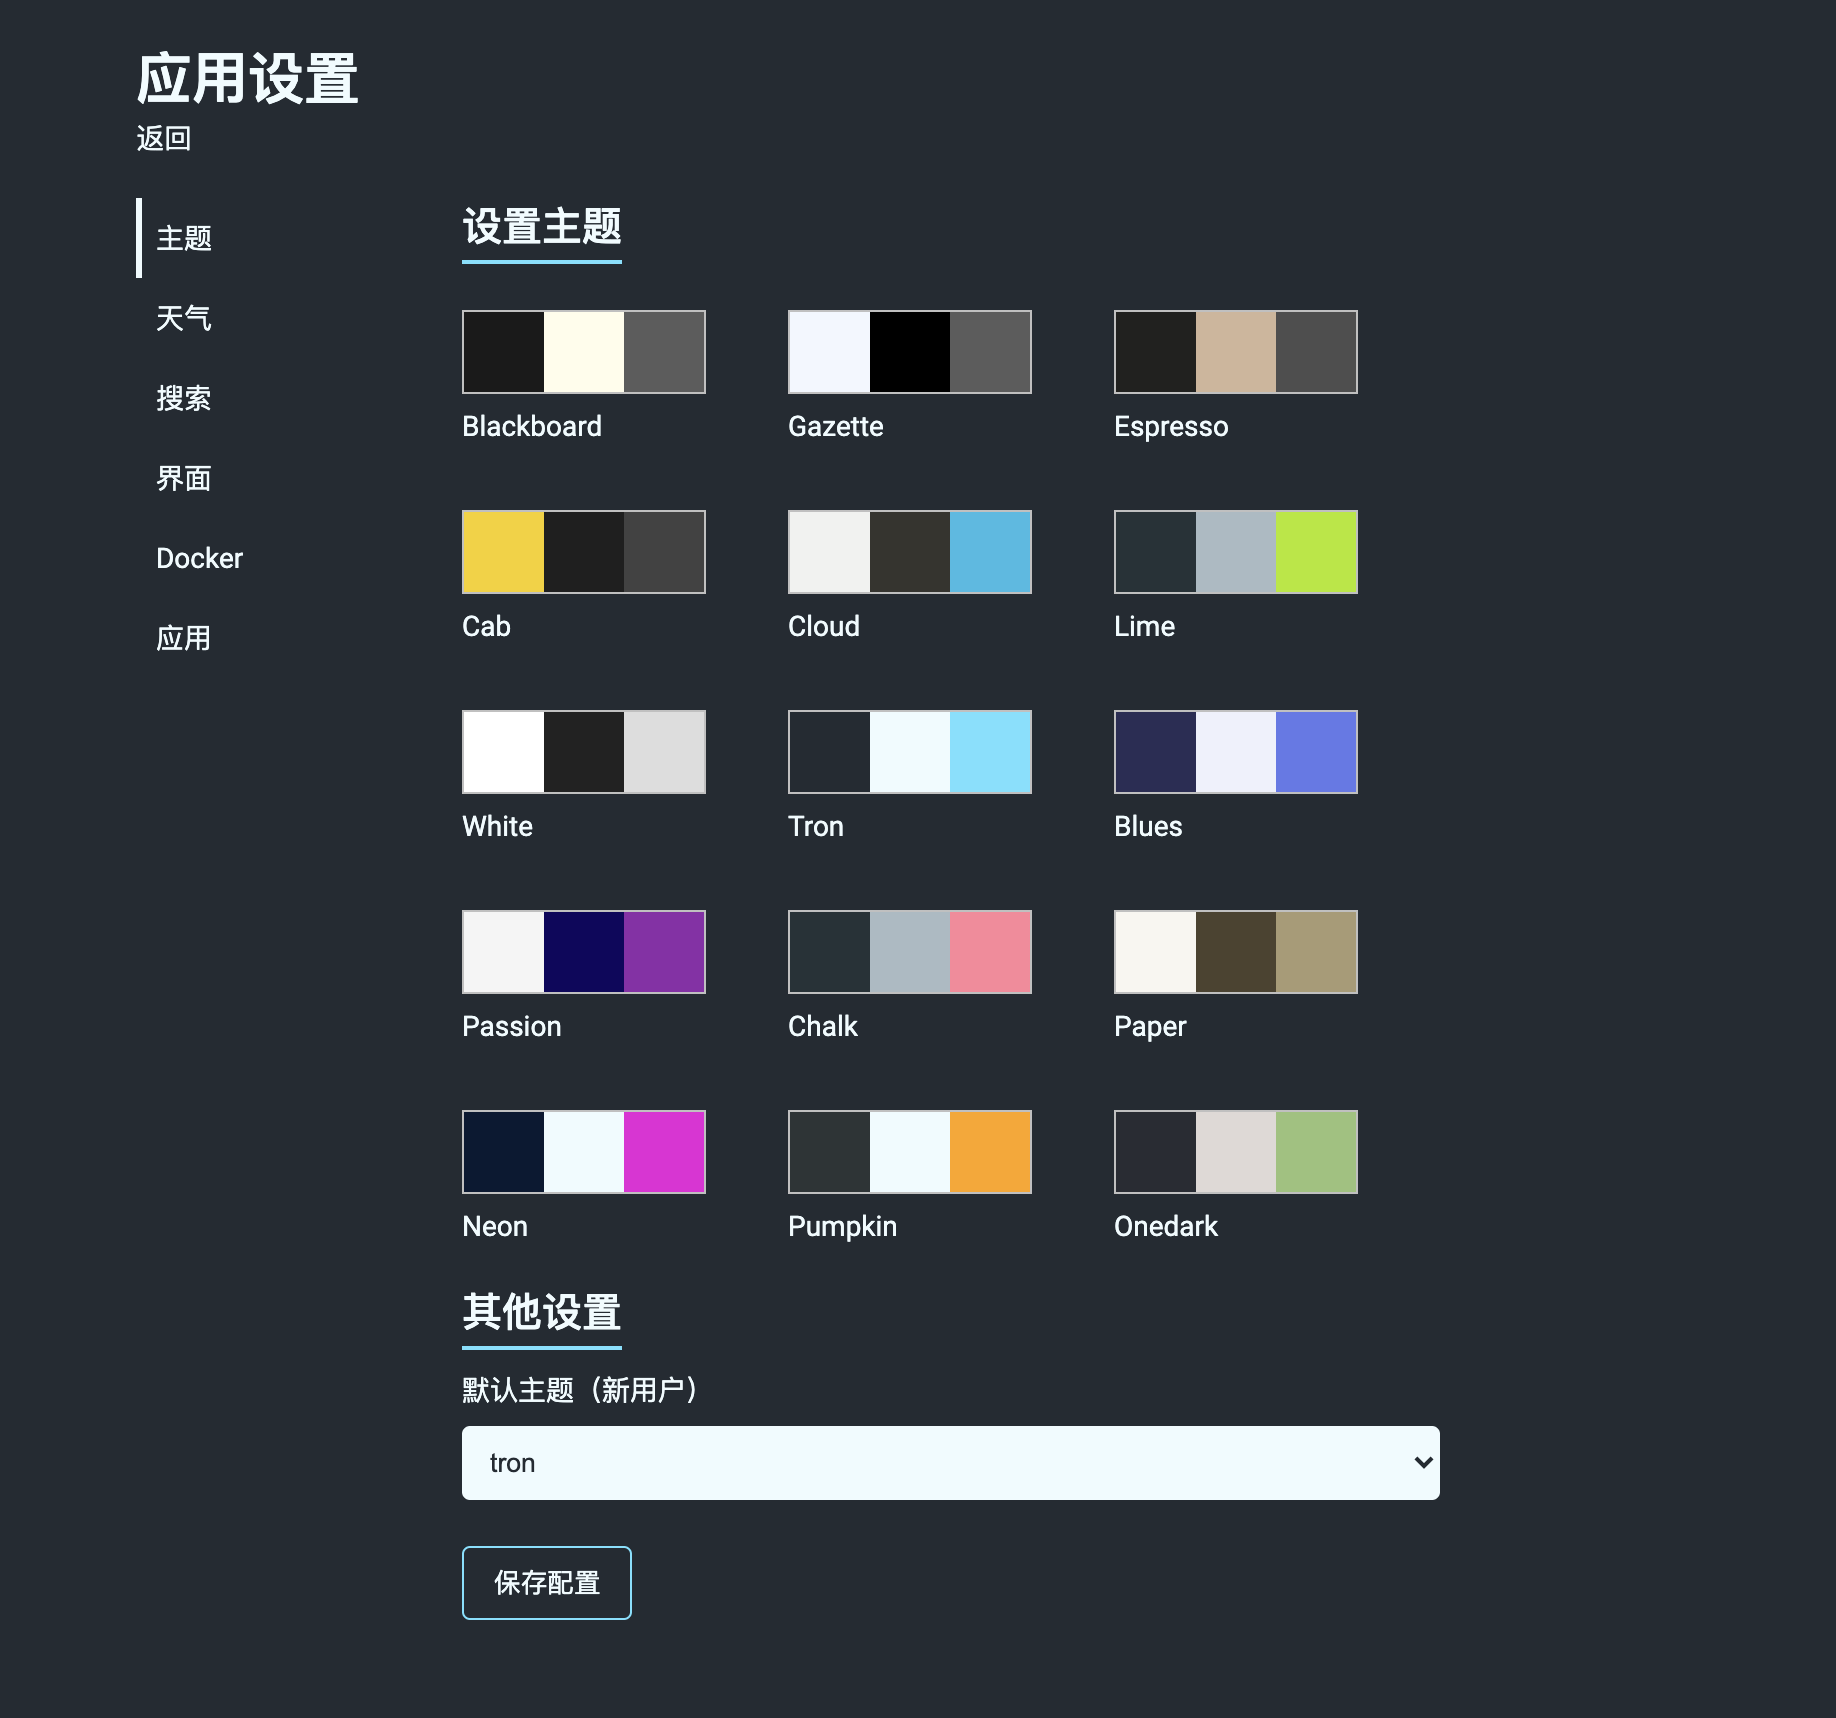 应用设置
返回
主题
天气
搜索
界面
Docker
应用
设置主题
Blackboard
Gazette
Espresso
Cab
Cloud
Lime
White
Tron
Blues
Passion
Chalk
Paper
Neon
Pumpkin
Onedark
其他设置
默认主题（新用户）
tron
保存配置